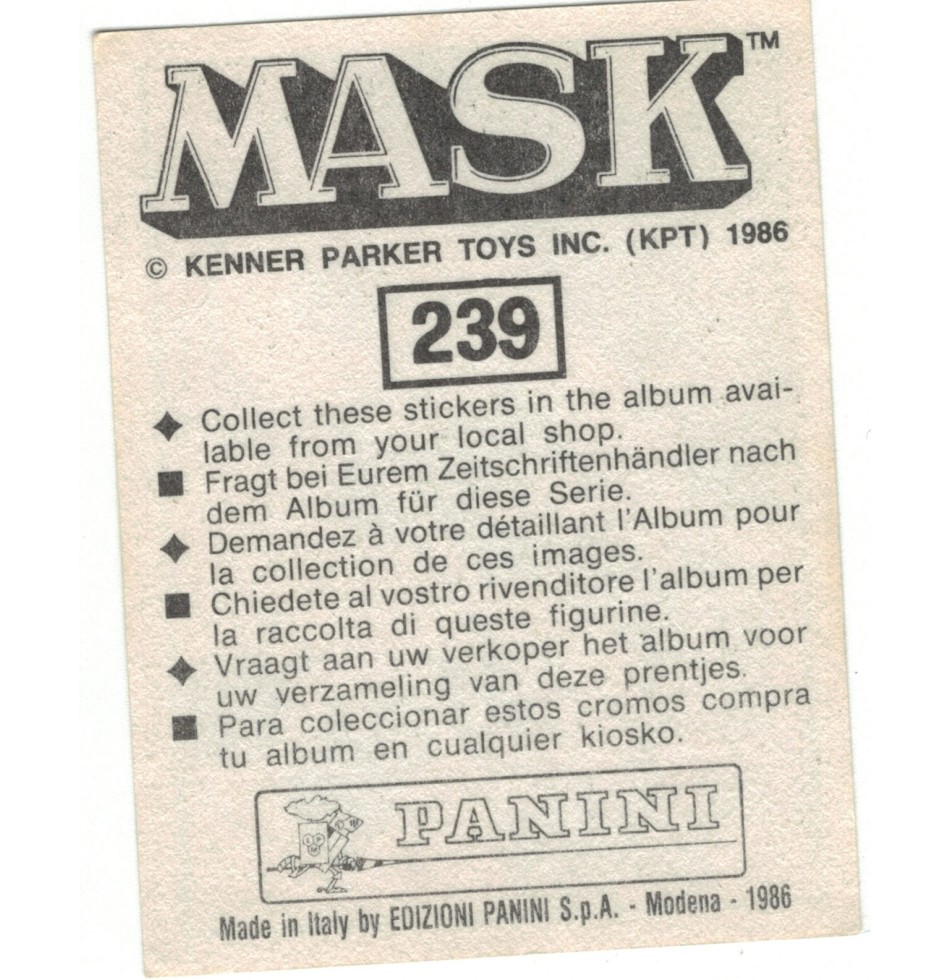 MASK™
© KENNER PARKER TOYS INC. (KPT) 1986
239
Collect these stickers in the album avai-
lable from your local shop.
Fragt bei Eurem Zeitschriftenhändler nach
dem Album für diese Serie.
Demandez à votre détaillant l'Album pour
la collection de ces images.
Chiedete al vostro rivenditore l'album per
la raccolta di queste figurine.
Vraagt aan uw verkoper het album voor
uw verzameling van deze prentjes.
Para coleccionar estos cromos compra
tu album en cualquier kiosko.
PANINI
Made in Italy by EDIZIONI PANINI S.p.A. - Modena - 1986